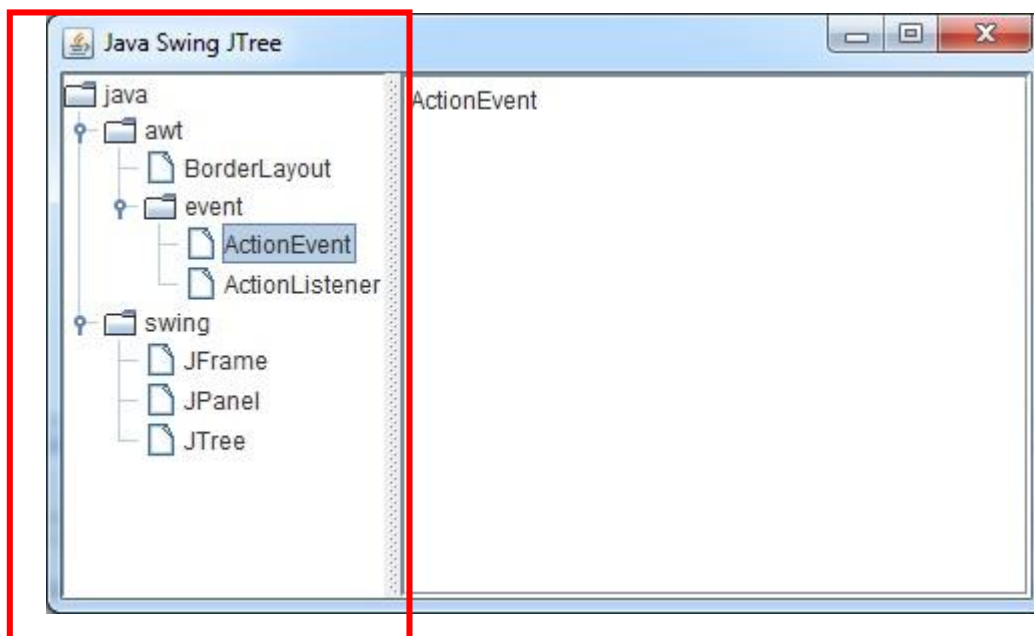 Java Swing JTree
java
awt
BorderLayout
event
ActionEvent
ActionListener
swing
JFrame
JPanel
JTree
ActionEvent